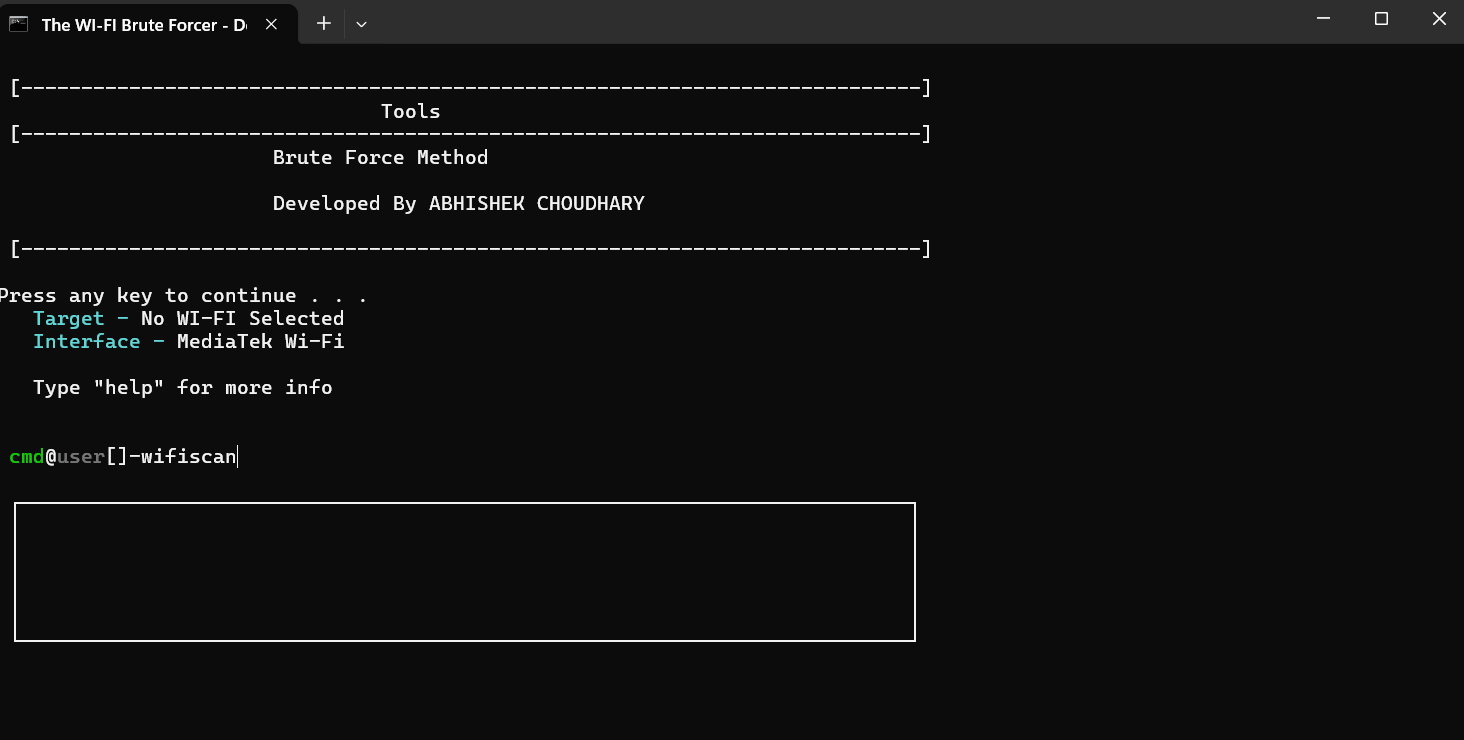 The WI-FI Brute Forcer - De
[---------------------------------------------------------------------------]
Tools
[---------------------------------------------------------------------------]
Brute Force Method
Developed By ABHISHEK CHOUDHARY
[---------------------------------------------------------------------------]
Press any key to continue . . .
Target - No WI-FI Selected
Interface - MediaTek Wi-Fi
Type "help" for more info
cmd@user[]-wifiscan